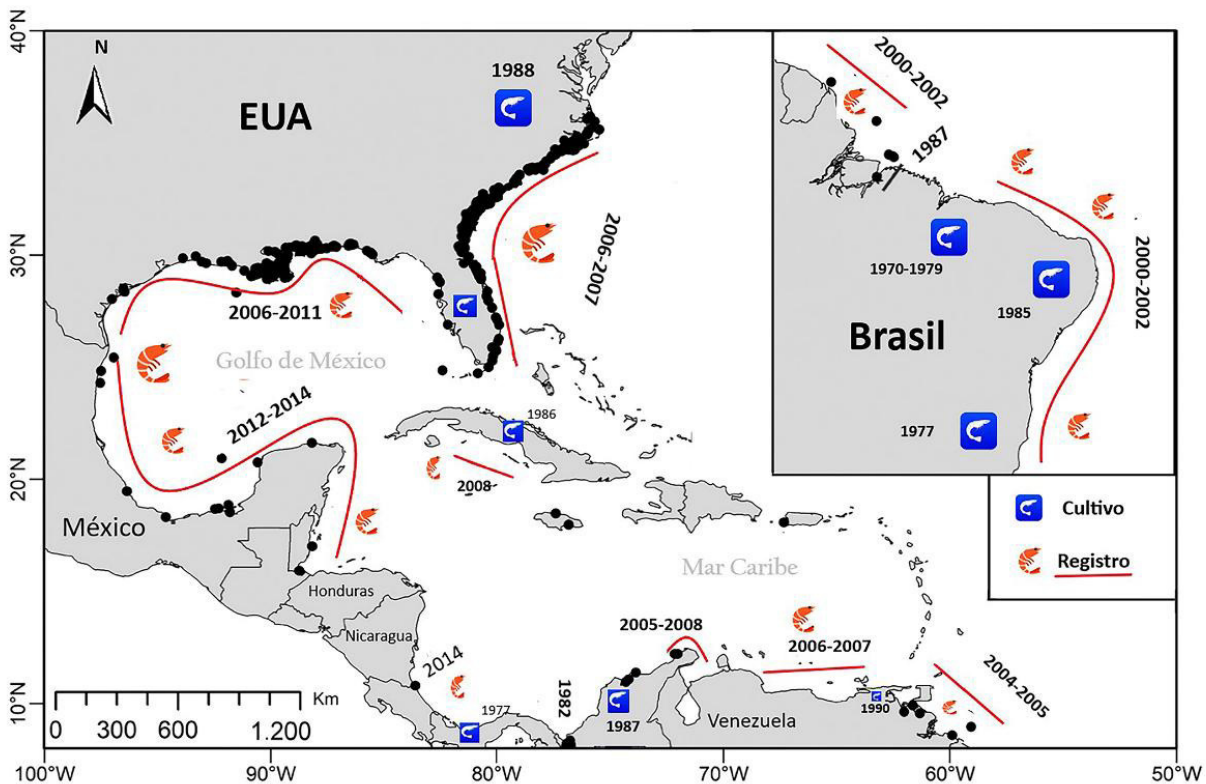 40°N
30°N
20°N
10°N
100°W
90°W
80°W
70°W
60°W
50°W
N
EUA
1988
2006-2007
2006-2011
Golfo de México
2012-2014
México
1986
2008
Honduras
Nicaragua
2014
Mar Caribe
2005-2008
2006-2007
2004-2005
1982
1977
1987
Venezuela
1990
Km
0 300 600 1.200
2000-2002
1987
1970-1979
1985
2000-2002
Brasil
1977
Cultivo
Registro